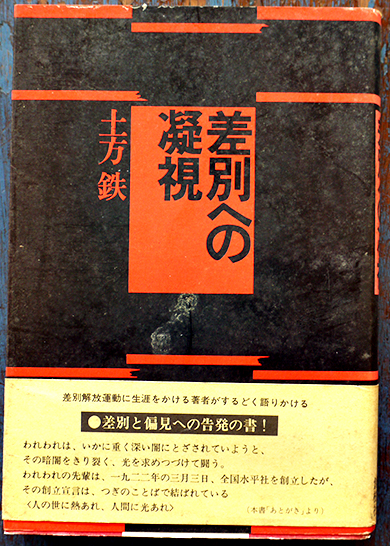 差別への
凝視
土方 鉄
差別解放運動に生涯をかける著者がするどく語りかける
●差別と偏見への告発の書!
われわれは、いかに重く深い闇にとざされていようと、
その暗闇をきり裂く、光を求めつづけて闘う。
われわれの先輩は、一九二二年の三月三日、全国水平社を創立したが、
その創立宣言は、つぎのことばで結ばれている
〈人の世に熱あれ、人間に光あれ〉
(本書「あとがき」より)